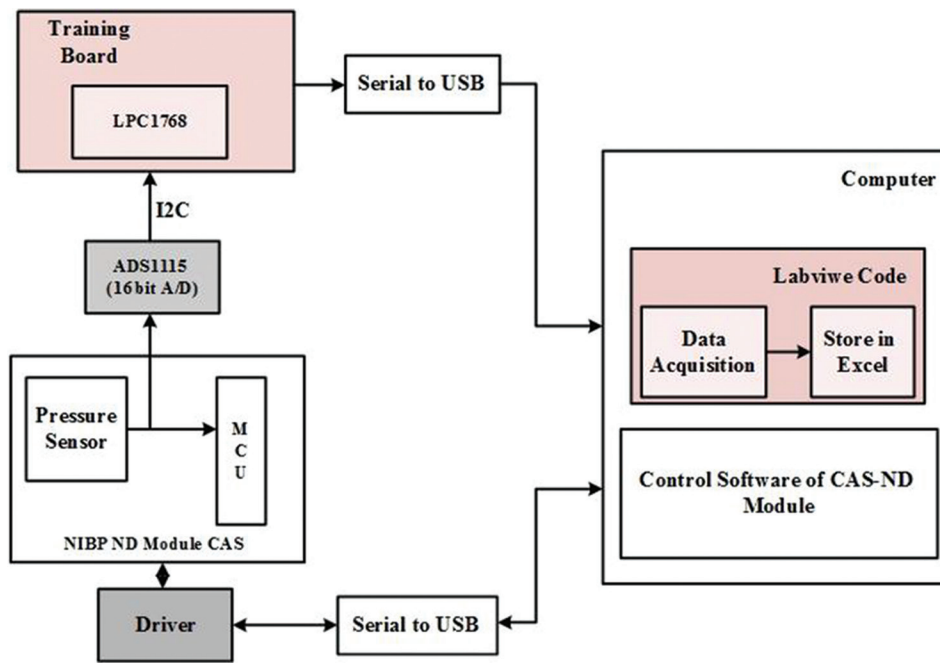 Training
Board
LPC1768
Serial to USB
I2C
ADS1115
(16 bit A/D)
Pressure
Sensor
M
C
U
NIBP ND Module CAS
Driver
Serial to USB
Computer
Labviwe Code
Data
Acquisition
Store in
Excel
Control Software of CAS-ND
Module